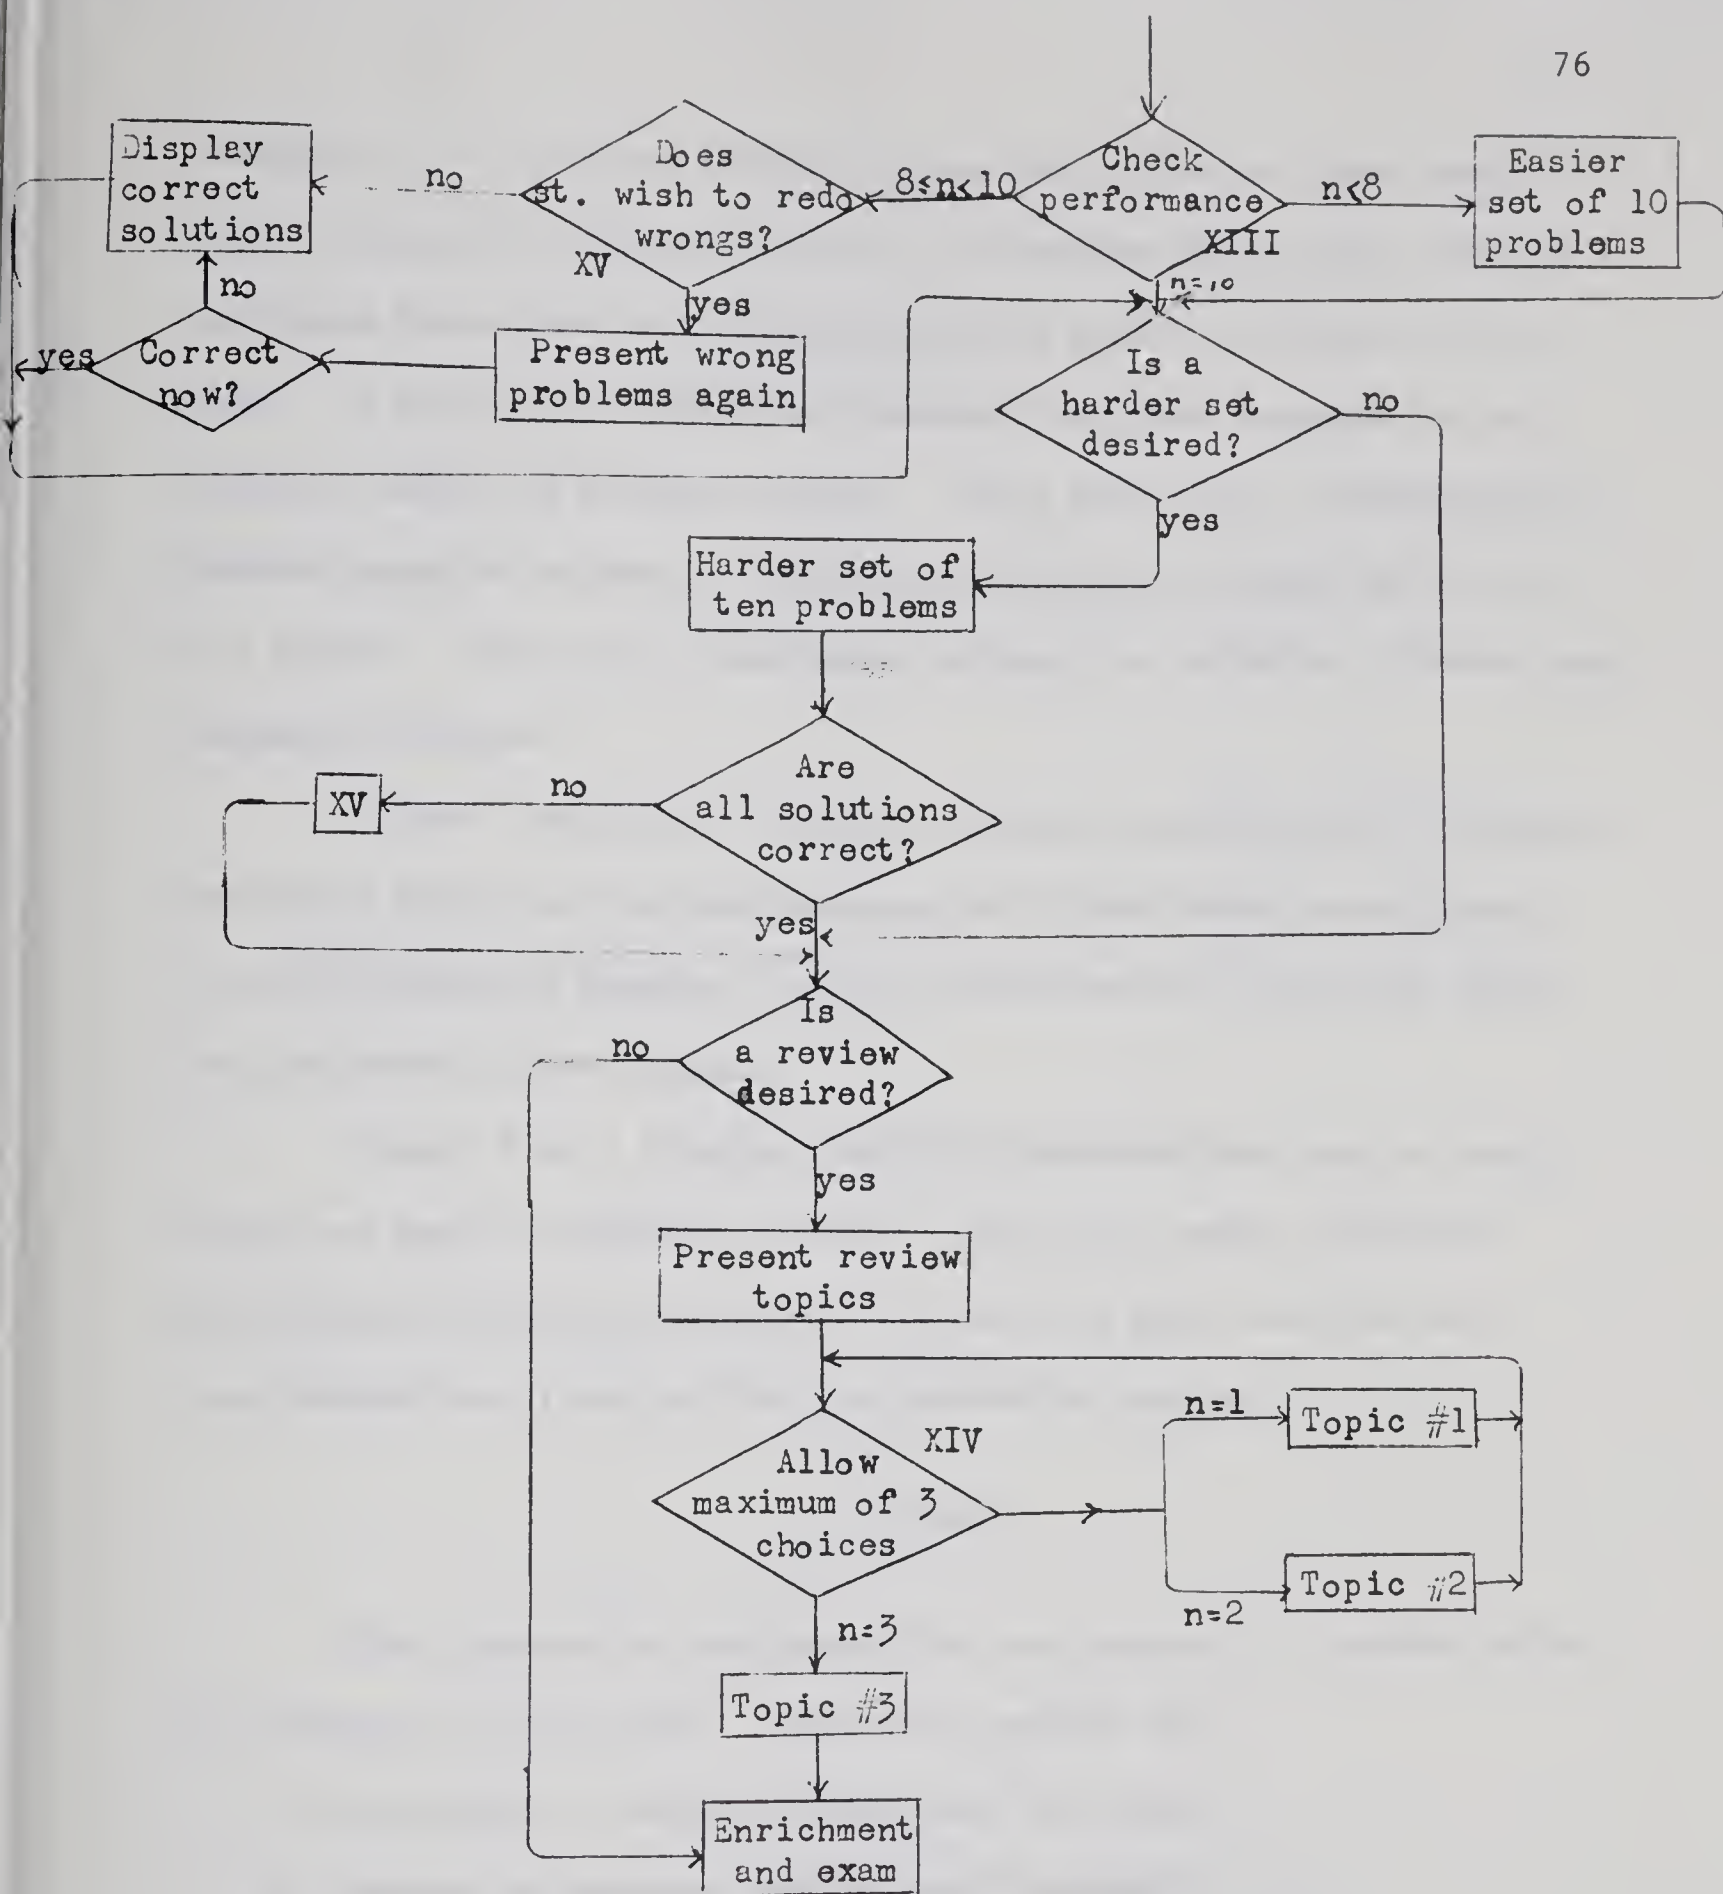 76
Display
correct
solutions
no
Does
st. wish to redo
wrongs?
XV
8≤n<10
Check
performance
XIII
n<8
Easier
set of 10
problems
n=10
no
yes
yes
Correct
now?
Present wrong
problems again
Is a
harder set
desired?
no
yes
Harder set of
ten problems
Are
all solutions
correct?
no
XV
yes
Is
a review
desired?
no
yes
Present review
topics
XIV
Allow
maximum of 3
choices
n=1
Topic #1
n=2
Topic #2
n=3
Topic #3
Enrichment
and exam